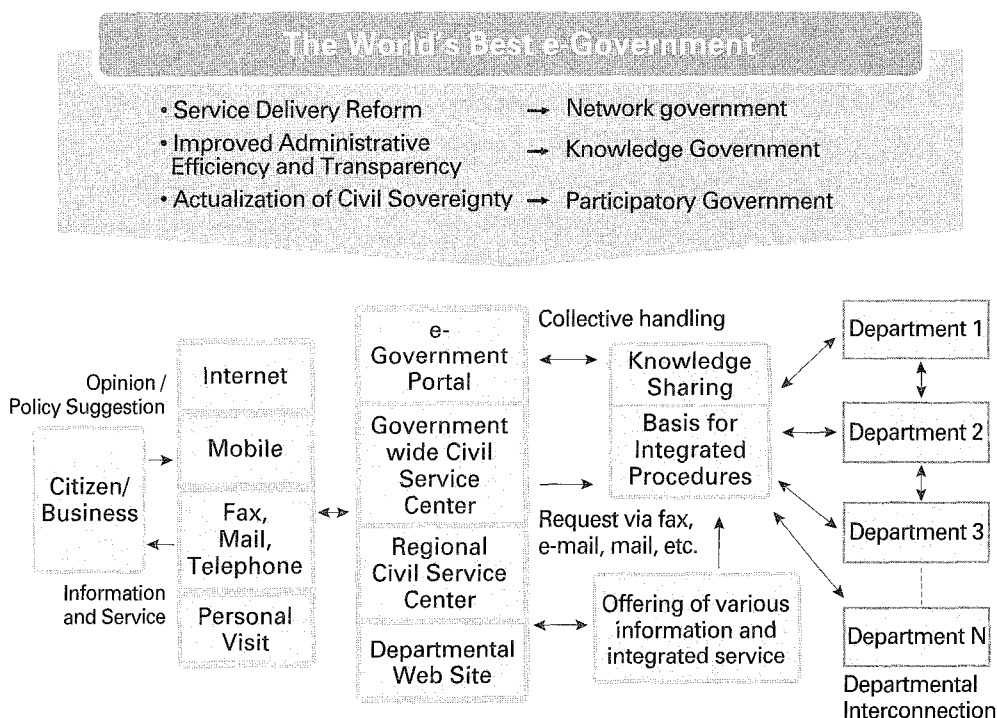 The World's Best e-Government
• Service Delivery Reform → Network government
• Improved Administrative
Efficiency and Transparency → Knowledge Government
• Actualization of Civil Sovereignty → Participatory Government
Opinion /
Policy Suggestion
Citizen/
Business
Information
and Service
Internet
Mobile
Fax,
Mail,
Telephone
Personal
Visit
e-
Government
Portal
Government
wide Civil
Service
Center
Regional
Civil Service
Center
Departmental
Web Site
Collective handling
Request via fax,
e-mail, mail, etc.
Knowledge
Sharing
Basis for
Integrated
Procedures
Offering of various
information and
integrated service
Department 1
Department 2
Department 3
Department N
Departmental
Interconnection